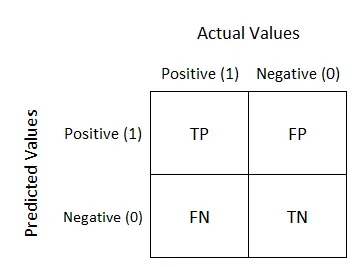 Actual Values
Positive (1) Negative (0)
Predicted Values
Positive (1) TP FP
Negative (0) FN TN